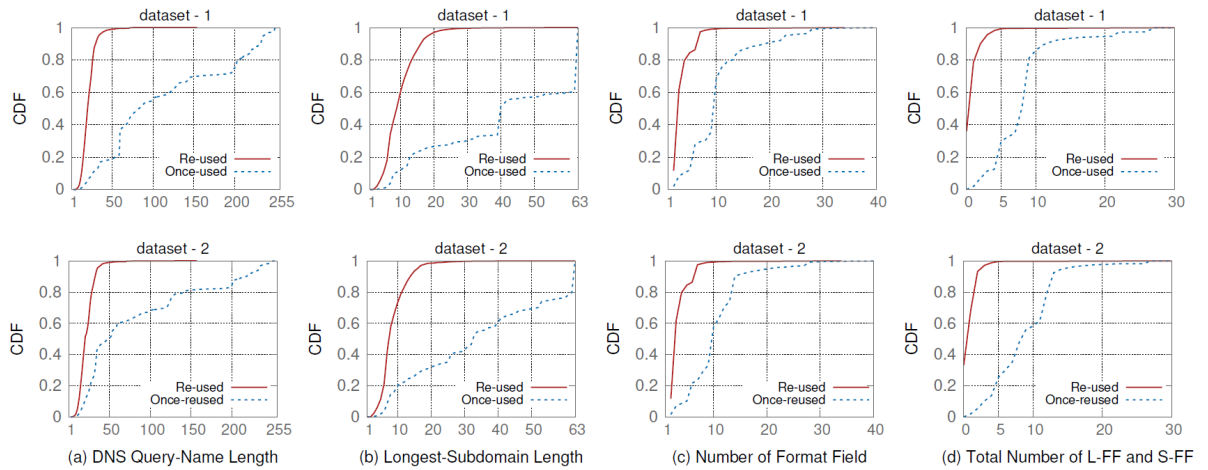 dataset - 1
CDF
1
0.8
0.6
0.4
0.2
0
Re-used
Once-used
1 50 100 150 200 255
dataset - 1
CDF
1
0.8
0.6
0.4
0.2
0
Re-used
Once-used
1 10 20 30 40 50 63
dataset - 1
CDF
1
0.8
0.6
0.4
0.2
0
Re-used
Once-used
1 10 20 30 40
dataset - 1
CDF
1
0.8
0.6
0.4
0.2
0
Re-used
Once-used
0 10 20 30
dataset - 2
CDF
1
0.8
0.6
0.4
0.2
0
Re-used
Once-reused
1 50 100 150 200 255
(a) DNS Query-Name Length
dataset - 2
CDF
1
0.8
0.6
0.4
0.2
0
Re-used
Once-reused
1 10 20 30 40 50 63
(b) Longest-Subdomain Length
dataset - 2
CDF
1
0.8
0.6
0.4
0.2
0
Re-used
Once-reused
1 10 20 30 40
(c) Number of Format Field
dataset - 2
CDF
1
0.8
0.6
0.4
0.2
0
Re-used
Once-reused
0 10 20 30
(d) Total Number of L-FF and S-FF